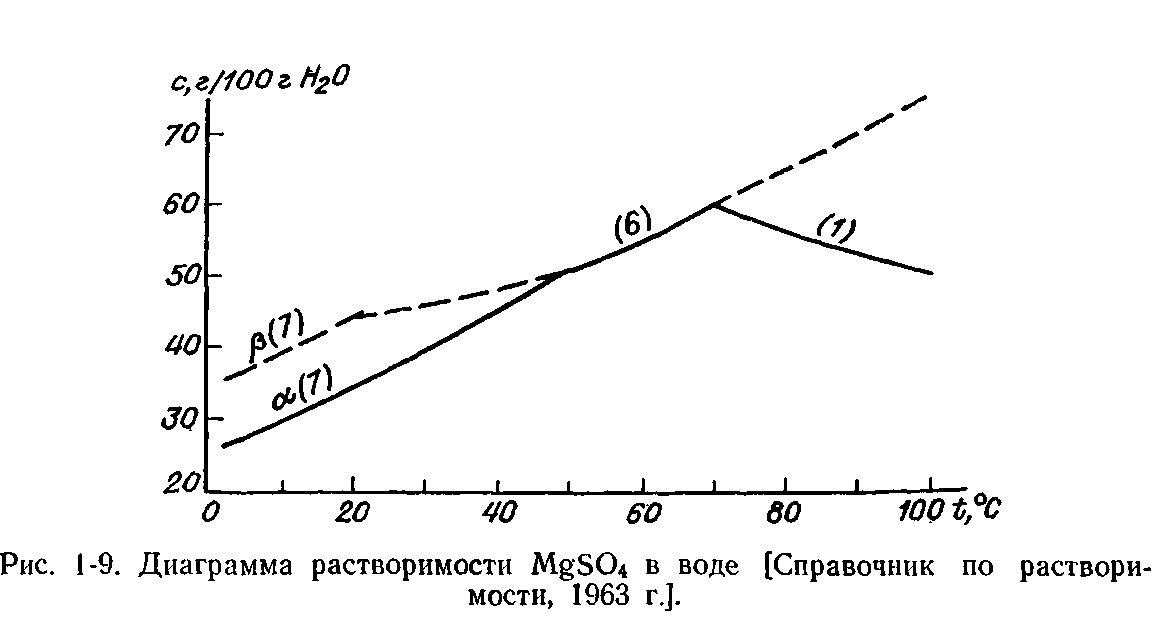 c, г/100 г H₂O
70
60
50
40
30
20
β(7)
α(7)
(6)
(1)
0 20 40 60 80 100 t,°C
Рис. 1-9. Диаграмма растворимости MgSO₄ в воде [Справочник по раствори-
мости, 1963 г.].